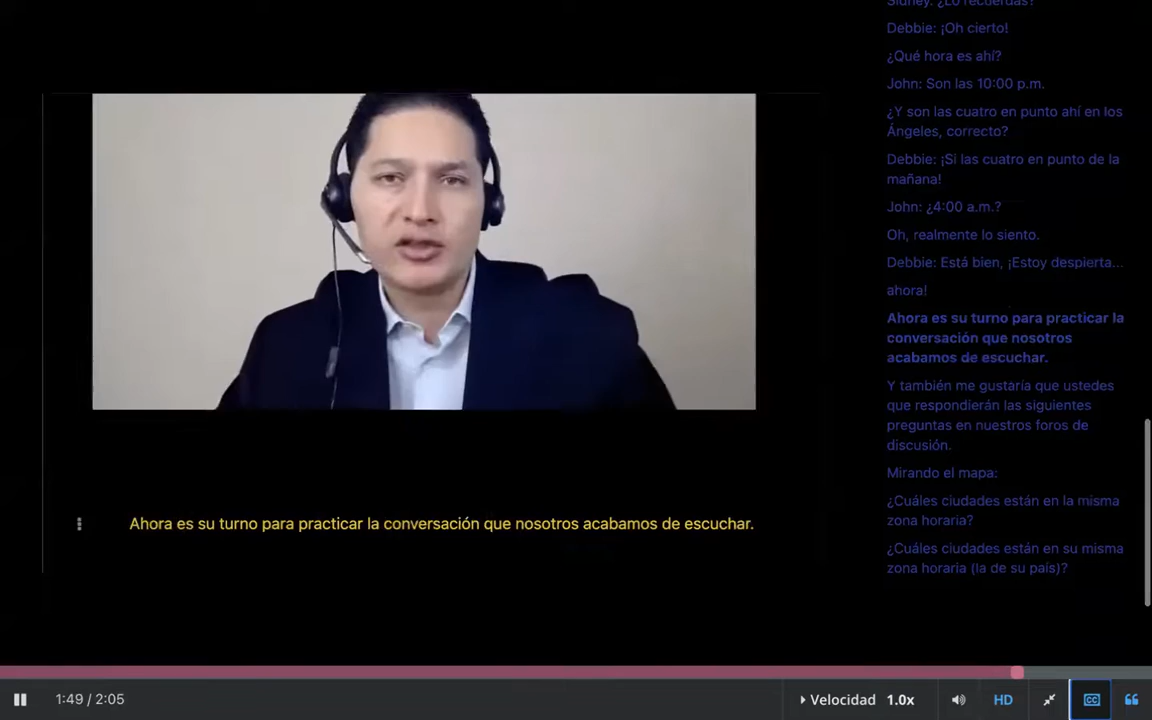 Sidney. ¿Lo recuerdas?
Debbie: ¡Oh cierto!
¿Qué hora es ahí?
John: Son las 10:00 p.m.
¿Y son las cuatro en punto ahí en los
Ángeles, correcto?
Debbie: ¡Si las cuatro en punto de la
mañana!
John: ¿4:00 a.m.?
Oh, realmente lo siento.
Debbie: Está bien, ¡Estoy despierta...
ahora!
Ahora es su turno para practicar la
conversación que nosotros
acabamos de escuchar.
Y también me gustaría que ustedes
que respondierán las siguientes
preguntas en nuestros foros de
discusión.
Mirando el mapa:
¿Cuáles ciudades están en la misma
zona horaria?
¿Cuáles ciudades están en su misma
zona horaria (la de su país)?
Ahora es su turno para practicar la conversación que nosotros acabamos de escuchar.
1:49 / 2:05
Velocidad 1.0x
HD
CC